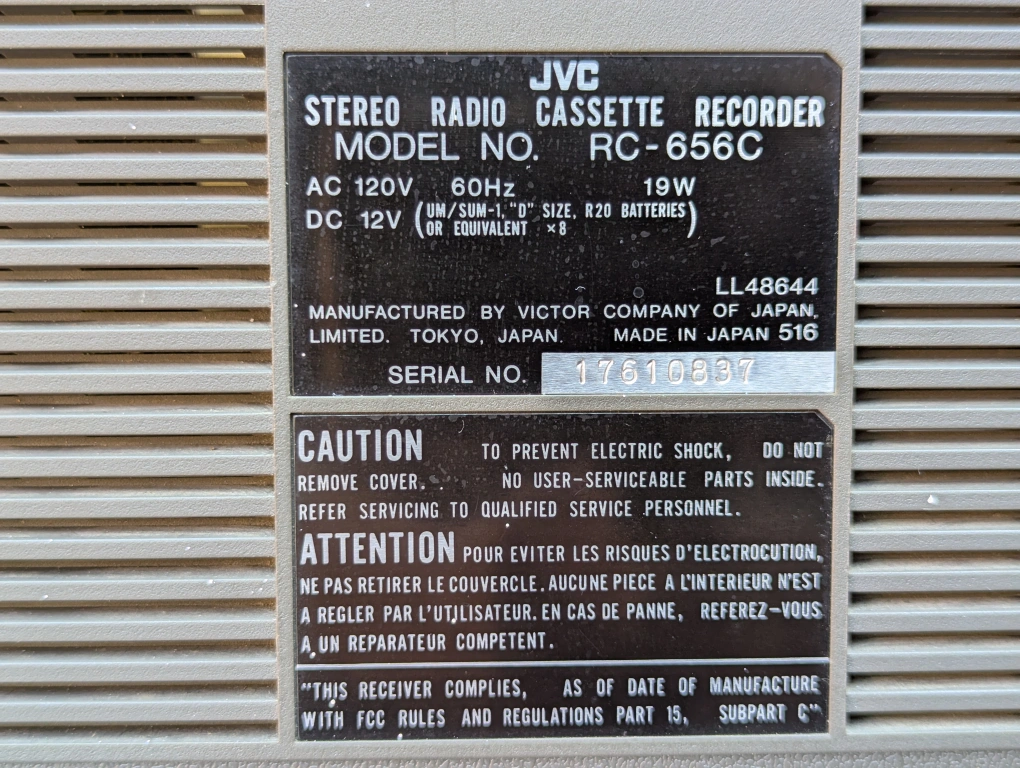 JVC
STEREO RADIO CASSETTE RECORDER
MODEL NO. RC-656C
AC 120V 60Hz 19W
DC 12V (UM/SUM-1, "D" SIZE, R20 BATTERIES
OR EQUIVALENT ×8)
LL48644
MANUFACTURED BY VICTOR COMPANY OF JAPAN,
LIMITED. TOKYO, JAPAN. MADE IN JAPAN 516
SERIAL NO. 17610837
CAUTION TO PREVENT ELECTRIC SHOCK, DO NOT
REMOVE COVER. NO USER-SERVICEABLE PARTS INSIDE.
REFER SERVICING TO QUALIFIED SERVICE PERSONNEL.
ATTENTION POUR EVITER LES RISQUES D'ELECTROCUTION,
NE PAS RETIRER LE COUVERCLE. AUCUNE PIECE A L'INTERIEUR N'EST
A REGLER PAR L'UTILISATEUR. EN CAS DE PANNE, REFEREZ-VOUS
A UN REPARATEUR COMPETENT.
"THIS RECEIVER COMPLIES, AS OF DATE OF MANUFACTURE
WITH FCC RULES AND REGULATIONS PART 15, SUBPART C"